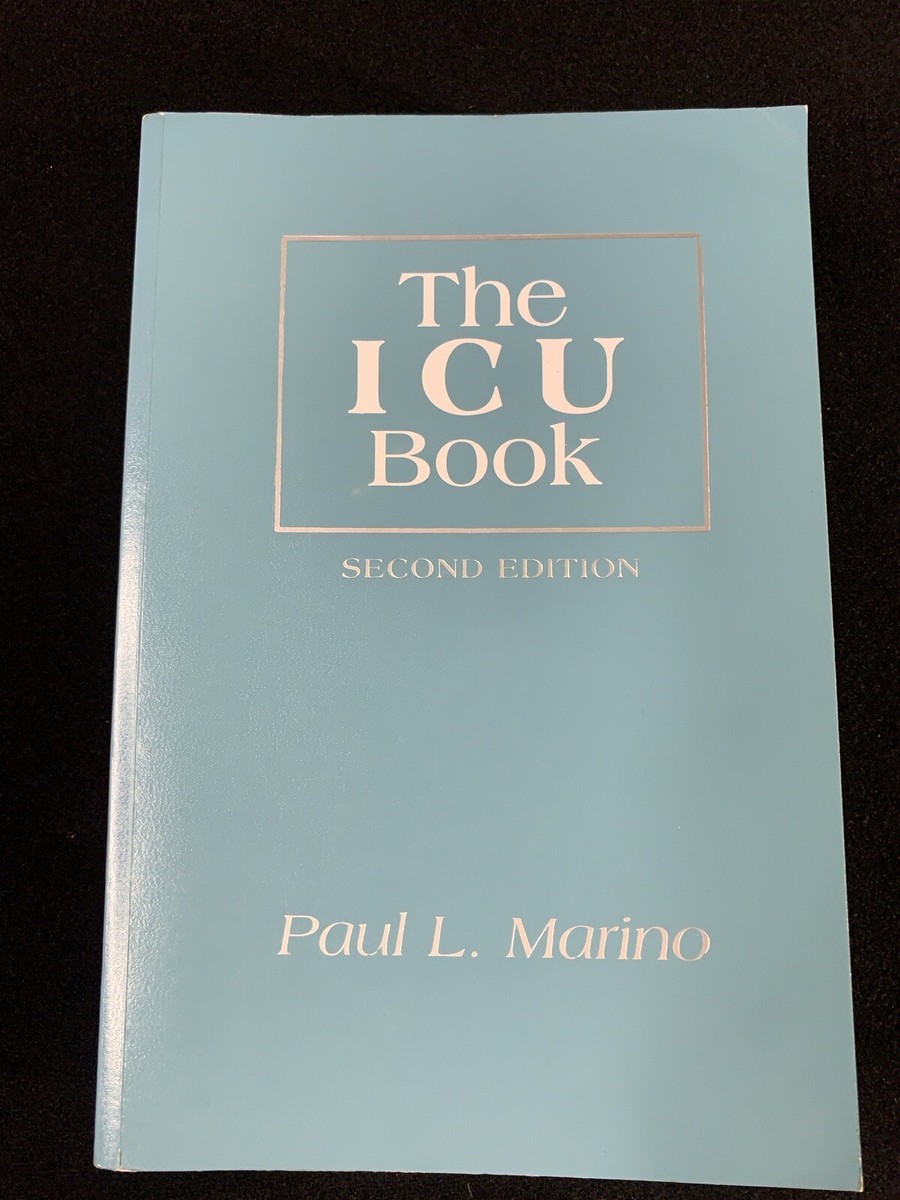 The
ICU
Book
SECOND EDITION
Paul L. Marino